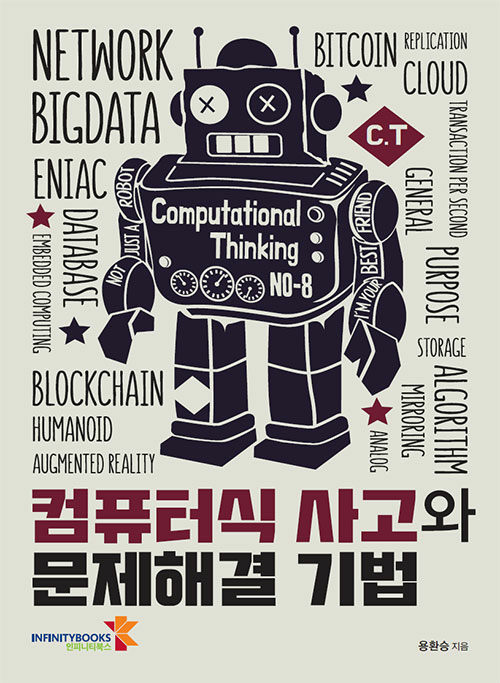 NETWORK
BIGDATA
ENIAC
DATABASE
EMBEDDED COMPUTING
BLOCKCHAIN
HUMANOID
AUGMENTED REALITY
BITCOIN
REPLICATION
CLOUD
TRANSACTION PER SECOND
C.T
GENERAL
PURPOSE
STORAGE
ALGORITHM
MIRRORING
ANALOG
NOT JUST A ROBOT
Computational
Thinking
NO-8
I'M YOUR BEST FRIEND
컴퓨터식 사고와
문제해결 기법
INFINITYBOOKS
인피니티북스
용환승 지음